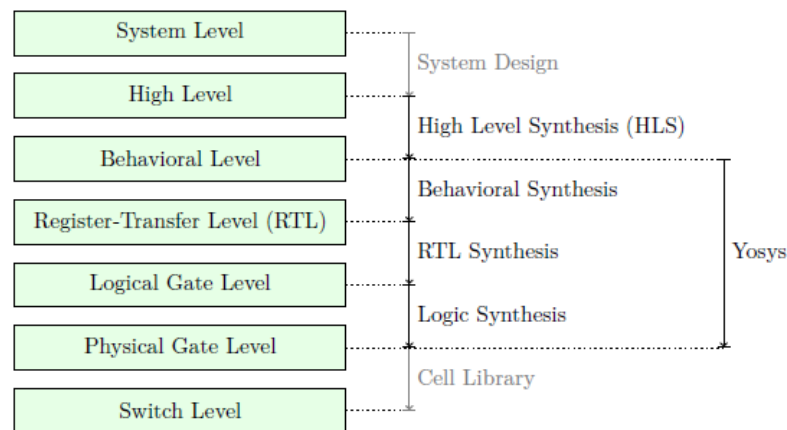 System Level
System Design
High Level
High Level Synthesis (HLS)
Behavioral Level
Behavioral Synthesis
Register-Transfer Level (RTL)
RTL Synthesis
Yosys
Logical Gate Level
Logic Synthesis
Physical Gate Level
Cell Library
Switch Level